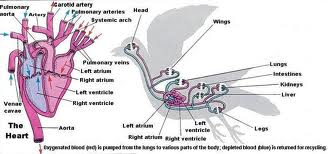 Pulmonary
aorta
Carotid artery
Artery
Pulmonary arteries
Systemic arch
Pulmonary veins
Left atrium
Right atrium
Left ventricle
Right ventricle
Venae
cavae
Aorta
The
Heart
Head
Wings
Lungs
Intestines
Kidneys
Liver
Left
atrium
Right atrium
Right
ventricle
Left
ventricle
Legs
Oxygenated blood (red) is pumped from the lungs to various parts of the body; depleted blood (blue) is returned for recycling.